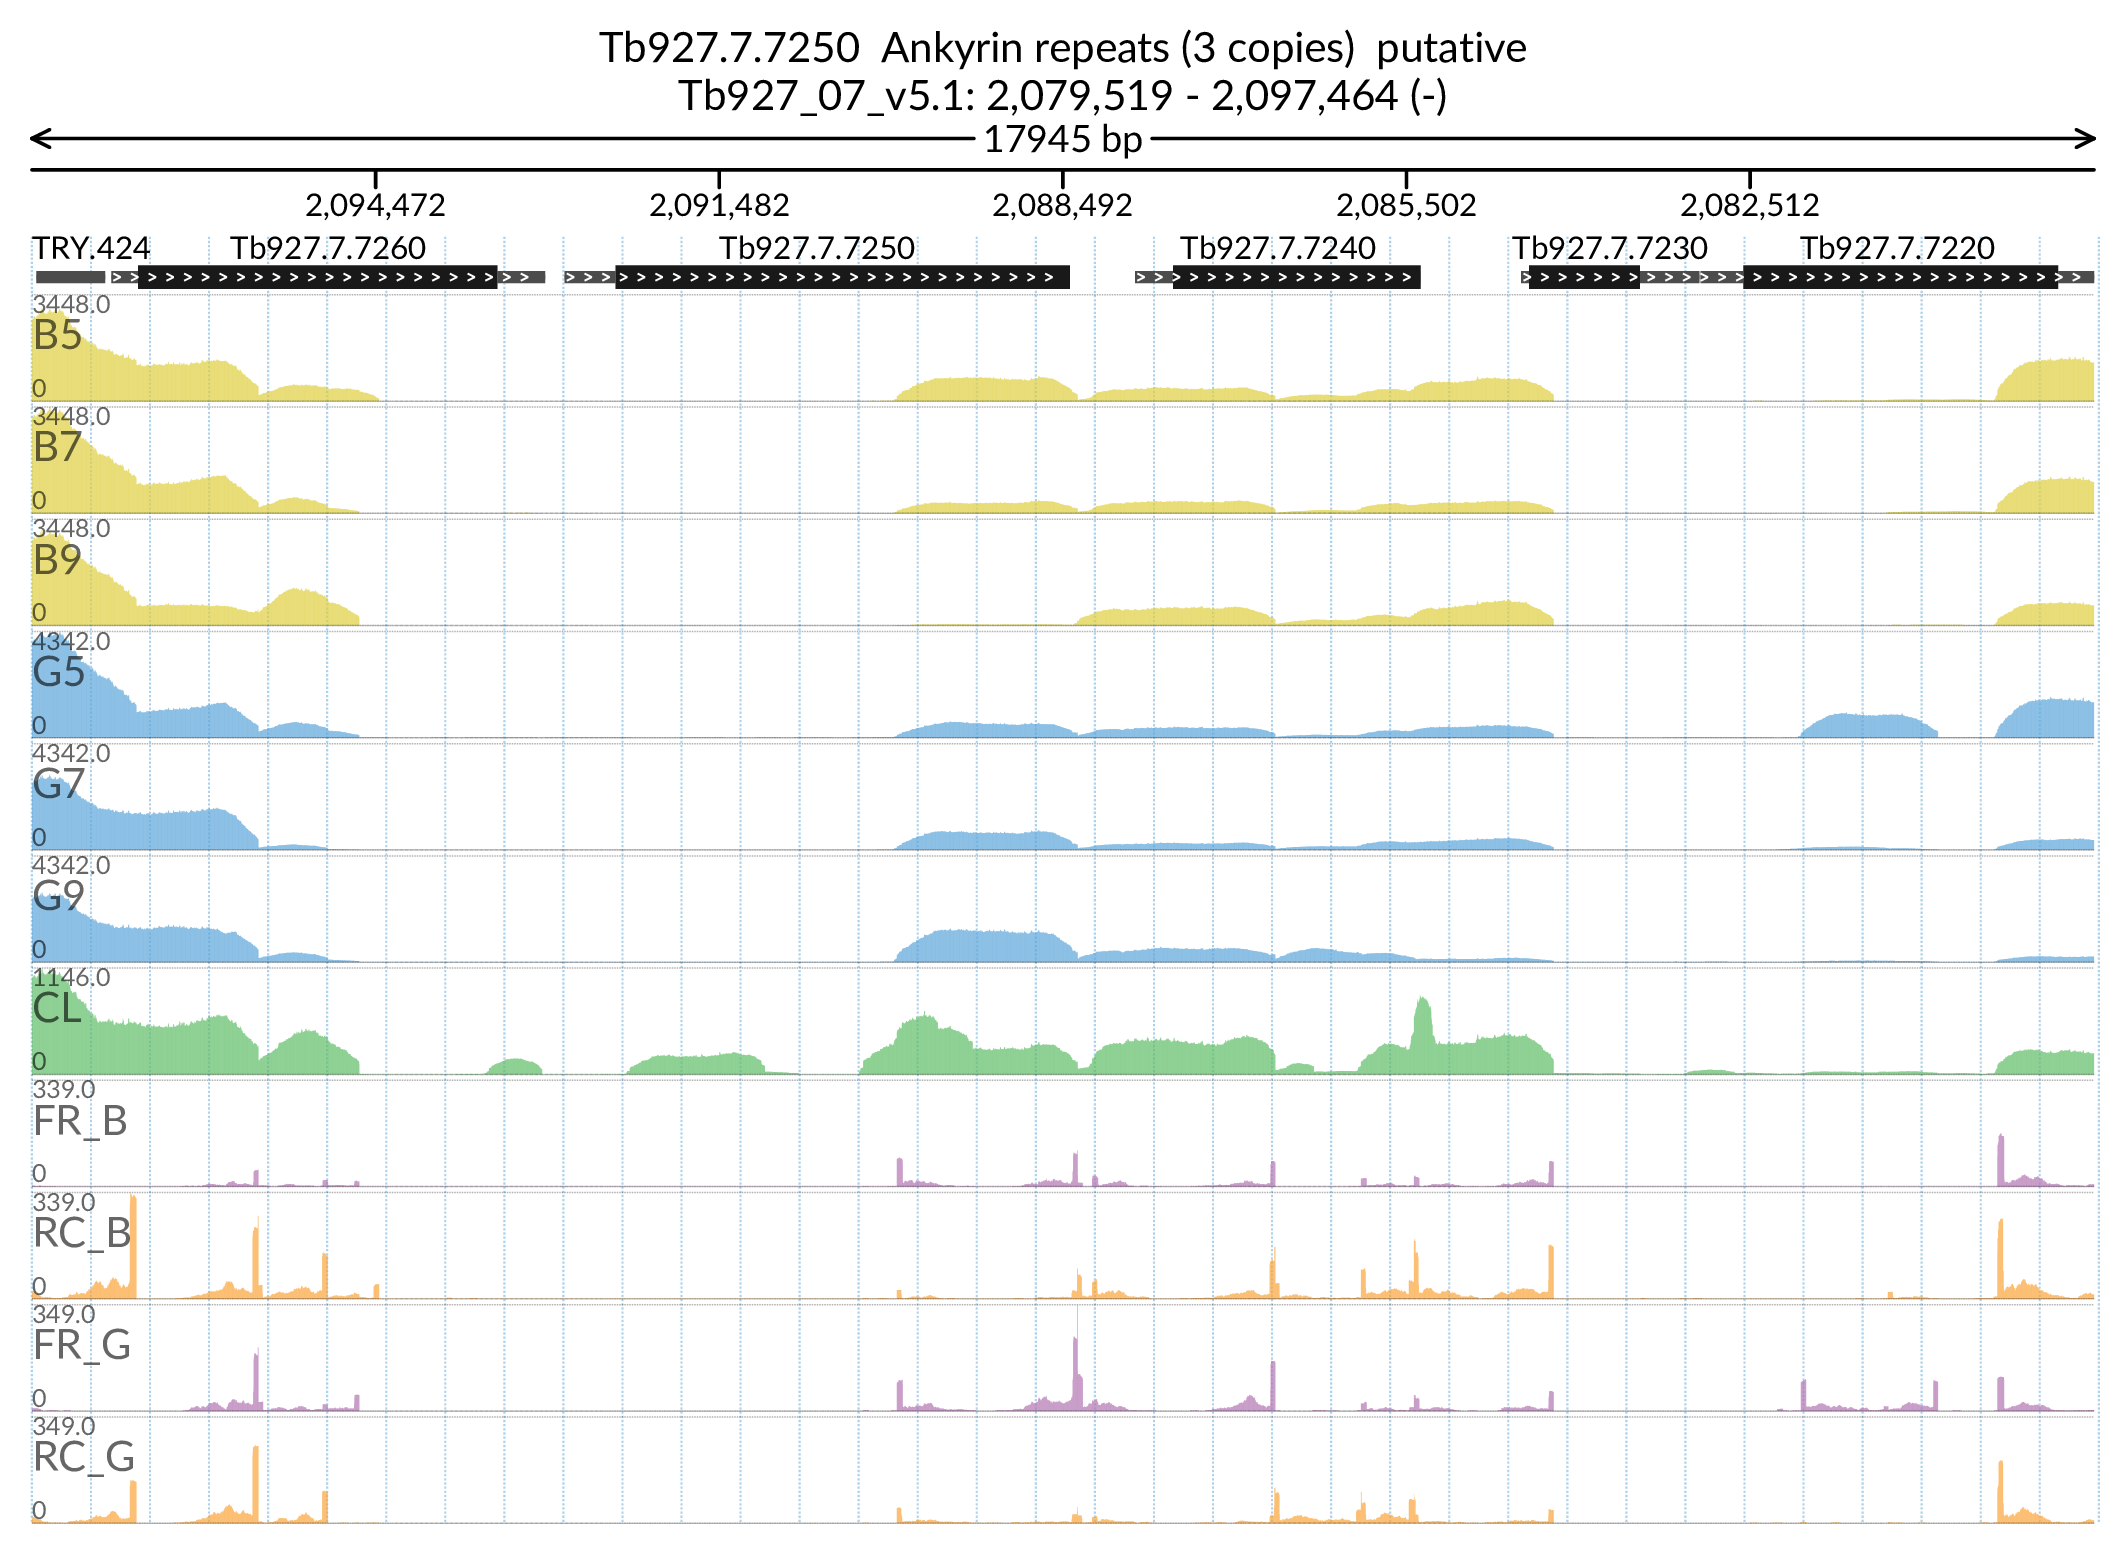 Tb927.7.7250 Ankyrin repeats (3 copies) putative
Tb927_07_v5.1: 2,079,519 - 2,097,464 (-)
17945 bp
2,094,472 2,091,482 2,088,492 2,085,502 2,082,512
TRY.424 Tb927.7.7260 Tb927.7.7250 Tb927.7.7240 Tb927.7.7230 Tb927.7.7220
3448.0
B5
0
3448.0
B7
0
3448.0
B9
0
4342.0
G5
0
4342.0
G7
0
4342.0
G9
0
1146.0
CL
0
339.0
FR_B
0
339.0
RC_B
0
349.0
FR_G
0
349.0
RC_G
0